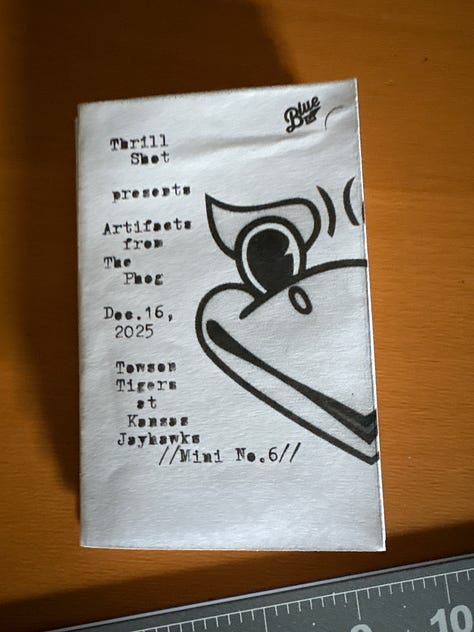 Blue
Thrill
Shot
presents
Artifacts
from
The
Phog
Dec.16,
2025
Towson
Tigers
at
Kansas
Jayhawks
//Mini No.6//
10